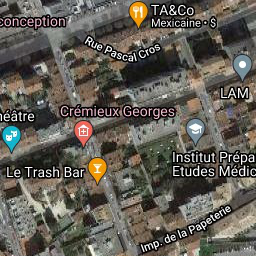 TA&Co
Mexicaine • $
conception
Rue Pascal Cros
LAM
Crémieux Georges
éâtre
Institut Prépa
Etudes Médic
Le Trash Bar
Imp. de la Papeterie